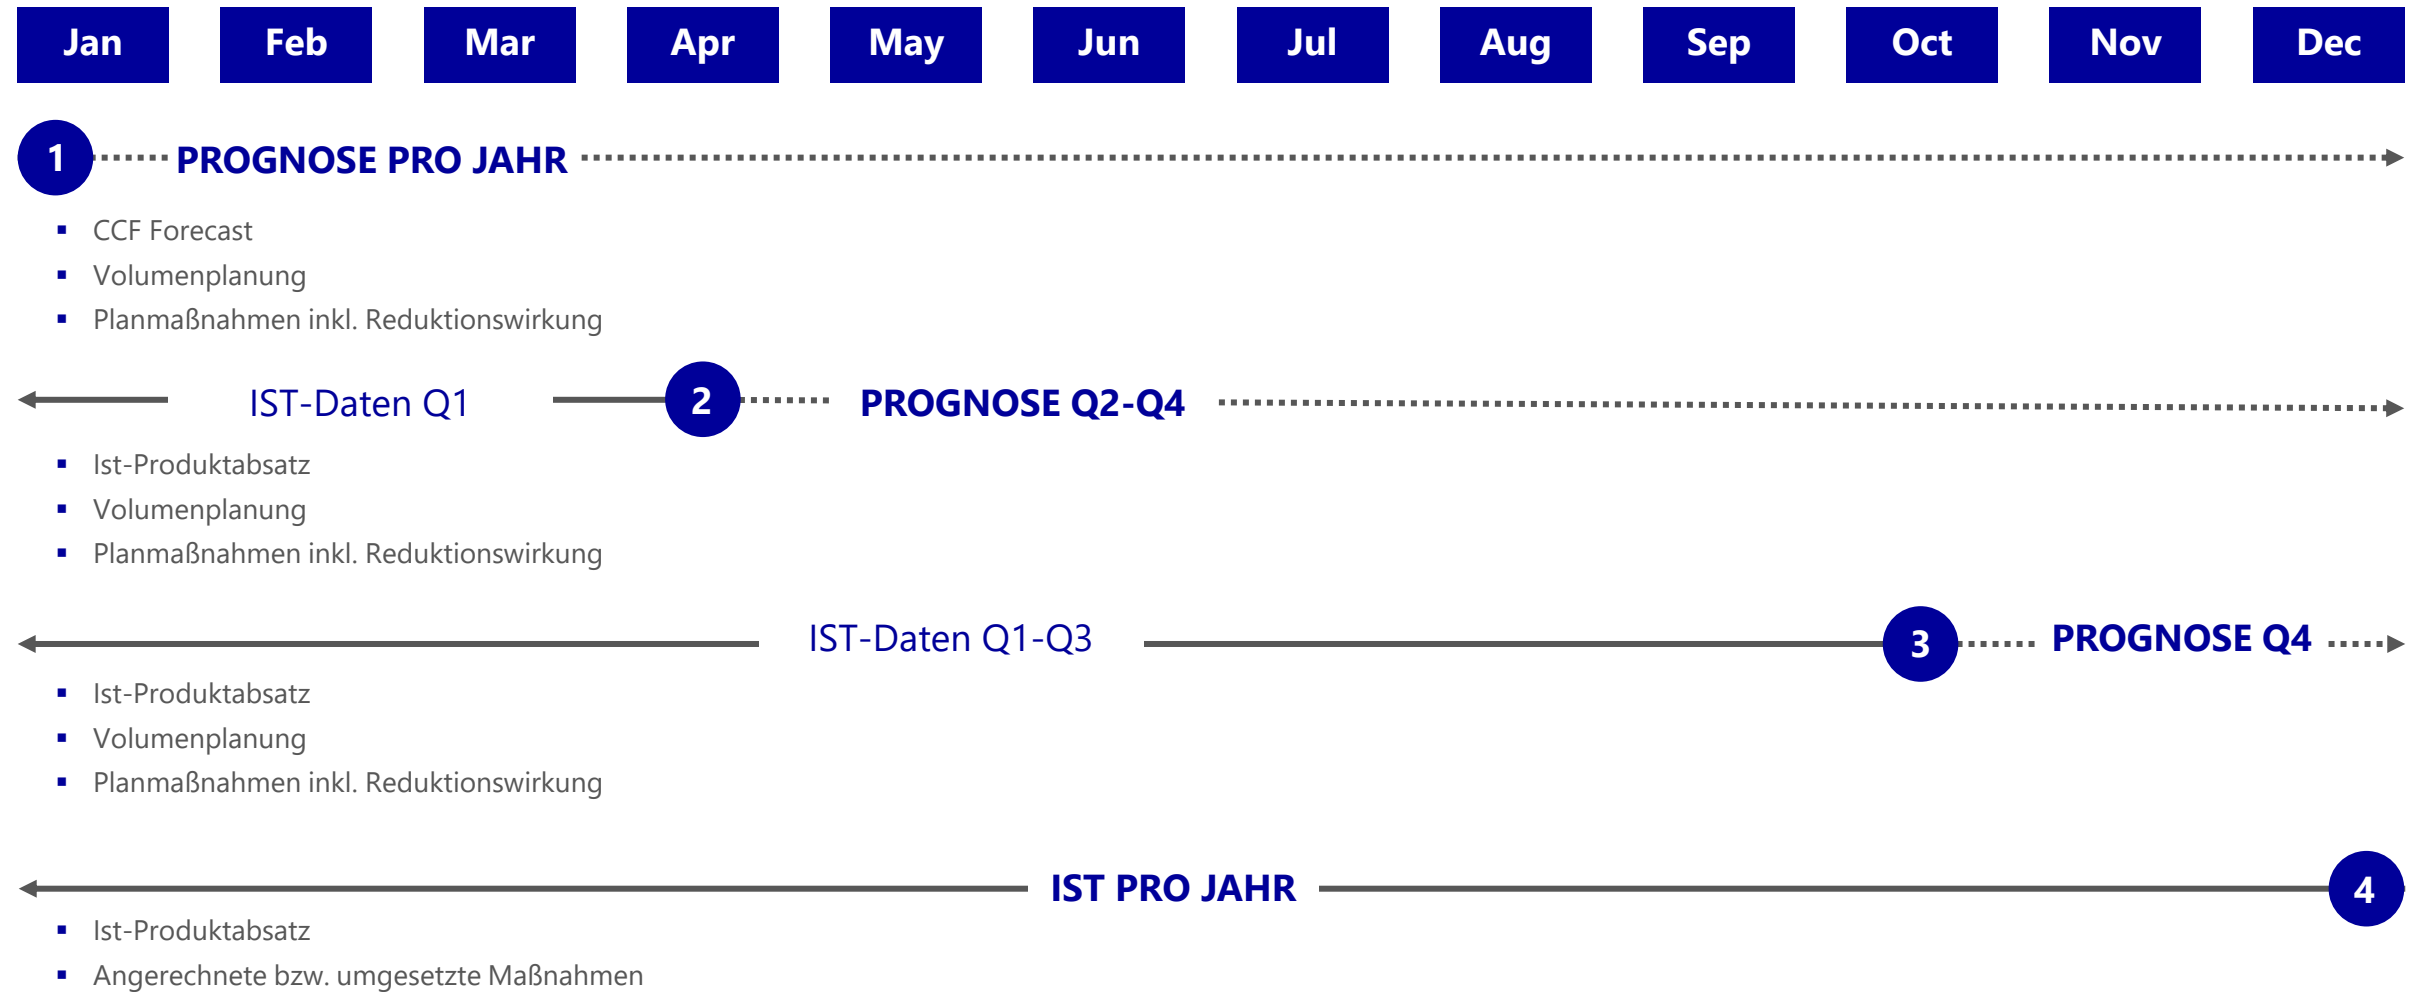 Jan Feb Mar Apr May Jun Jul Aug Sep Oct Nov Dec
1 PROGNOSE PRO JAHR
▪ CCF Forecast
▪ Volumenplanung
▪ Planmaßnahmen inkl. Reduktionswirkung
IST-Daten Q1 2 PROGNOSE Q2-Q4
▪ Ist-Produktabsatz
▪ Volumenplanung
▪ Planmaßnahmen inkl. Reduktionswirkung
IST-Daten Q1-Q3 3 PROGNOSE Q4
▪ Ist-Produktabsatz
▪ Volumenplanung
▪ Planmaßnahmen inkl. Reduktionswirkung
IST PRO JAHR 4
▪ Ist-Produktabsatz
▪ Angerechnete bzw. umgesetzte Maßnahmen